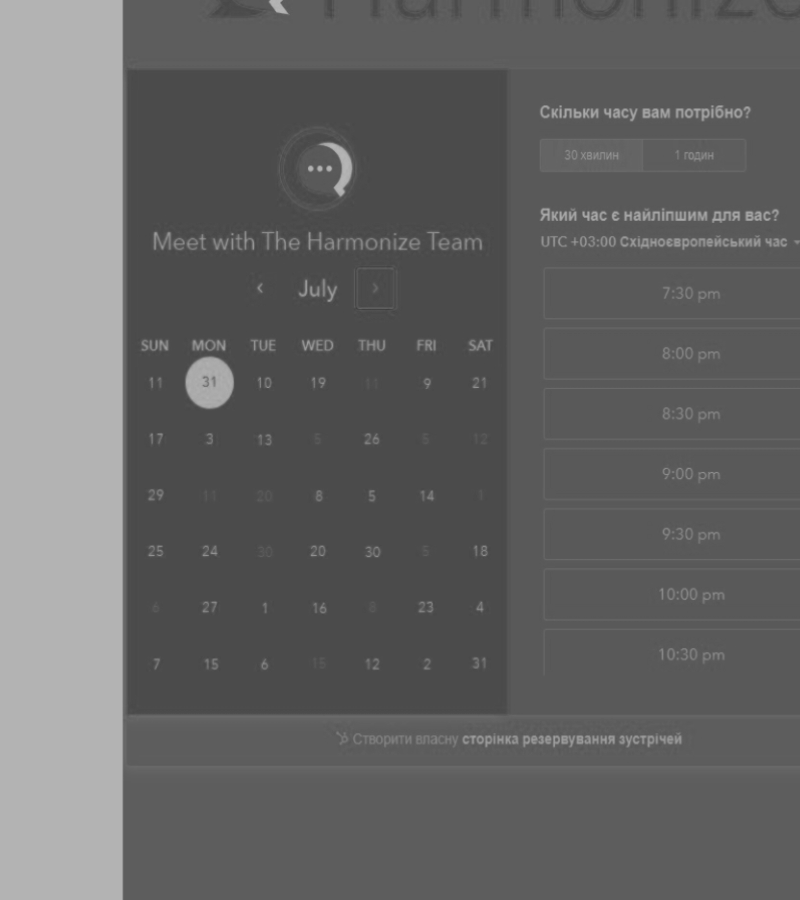 Harmonize
Meet with The Harmonize Team
July
SUN MON TUE WED THU FRI SAT
11 31 10 19 11 9 21
17 3 13 5 26 5 12
29 11 20 8 5 14 1
25 24 30 20 30 5 18
6 27 1 16 8 23 4
7 15 6 15 12 2 31
Скільки часу вам потрібно?
30 хвилин 1 годин
Який час є найліпшим для вас?
UTC +03:00 Східноєвропейський час
7:30 pm
8:00 pm
8:30 pm
9:00 pm
9:30 pm
10:00 pm
10:30 pm
Створити власну сторінка резервування зустрічей